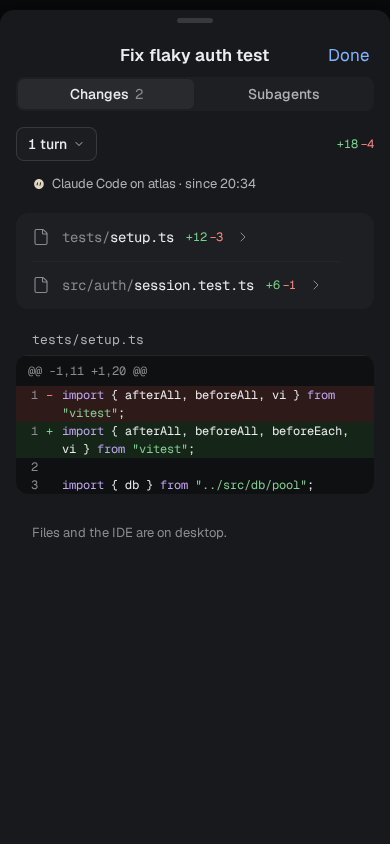 Fix flaky auth test
Done
Changes 2
Subagents
1 turn
+18 −4
Claude Code on atlas · since 20:34
tests/setup.ts +12 −3
src/auth/session.test.ts +6 −1
tests/setup.ts
@@ -1,11 +1,20 @@
1 − import { afterAll, beforeAll, vi } from
"vitest";
1 + import { afterAll, beforeAll, beforeEach,
vi } from "vitest";
2
3 import { db } from "../src/db/pool";
Files and the IDE are on desktop.